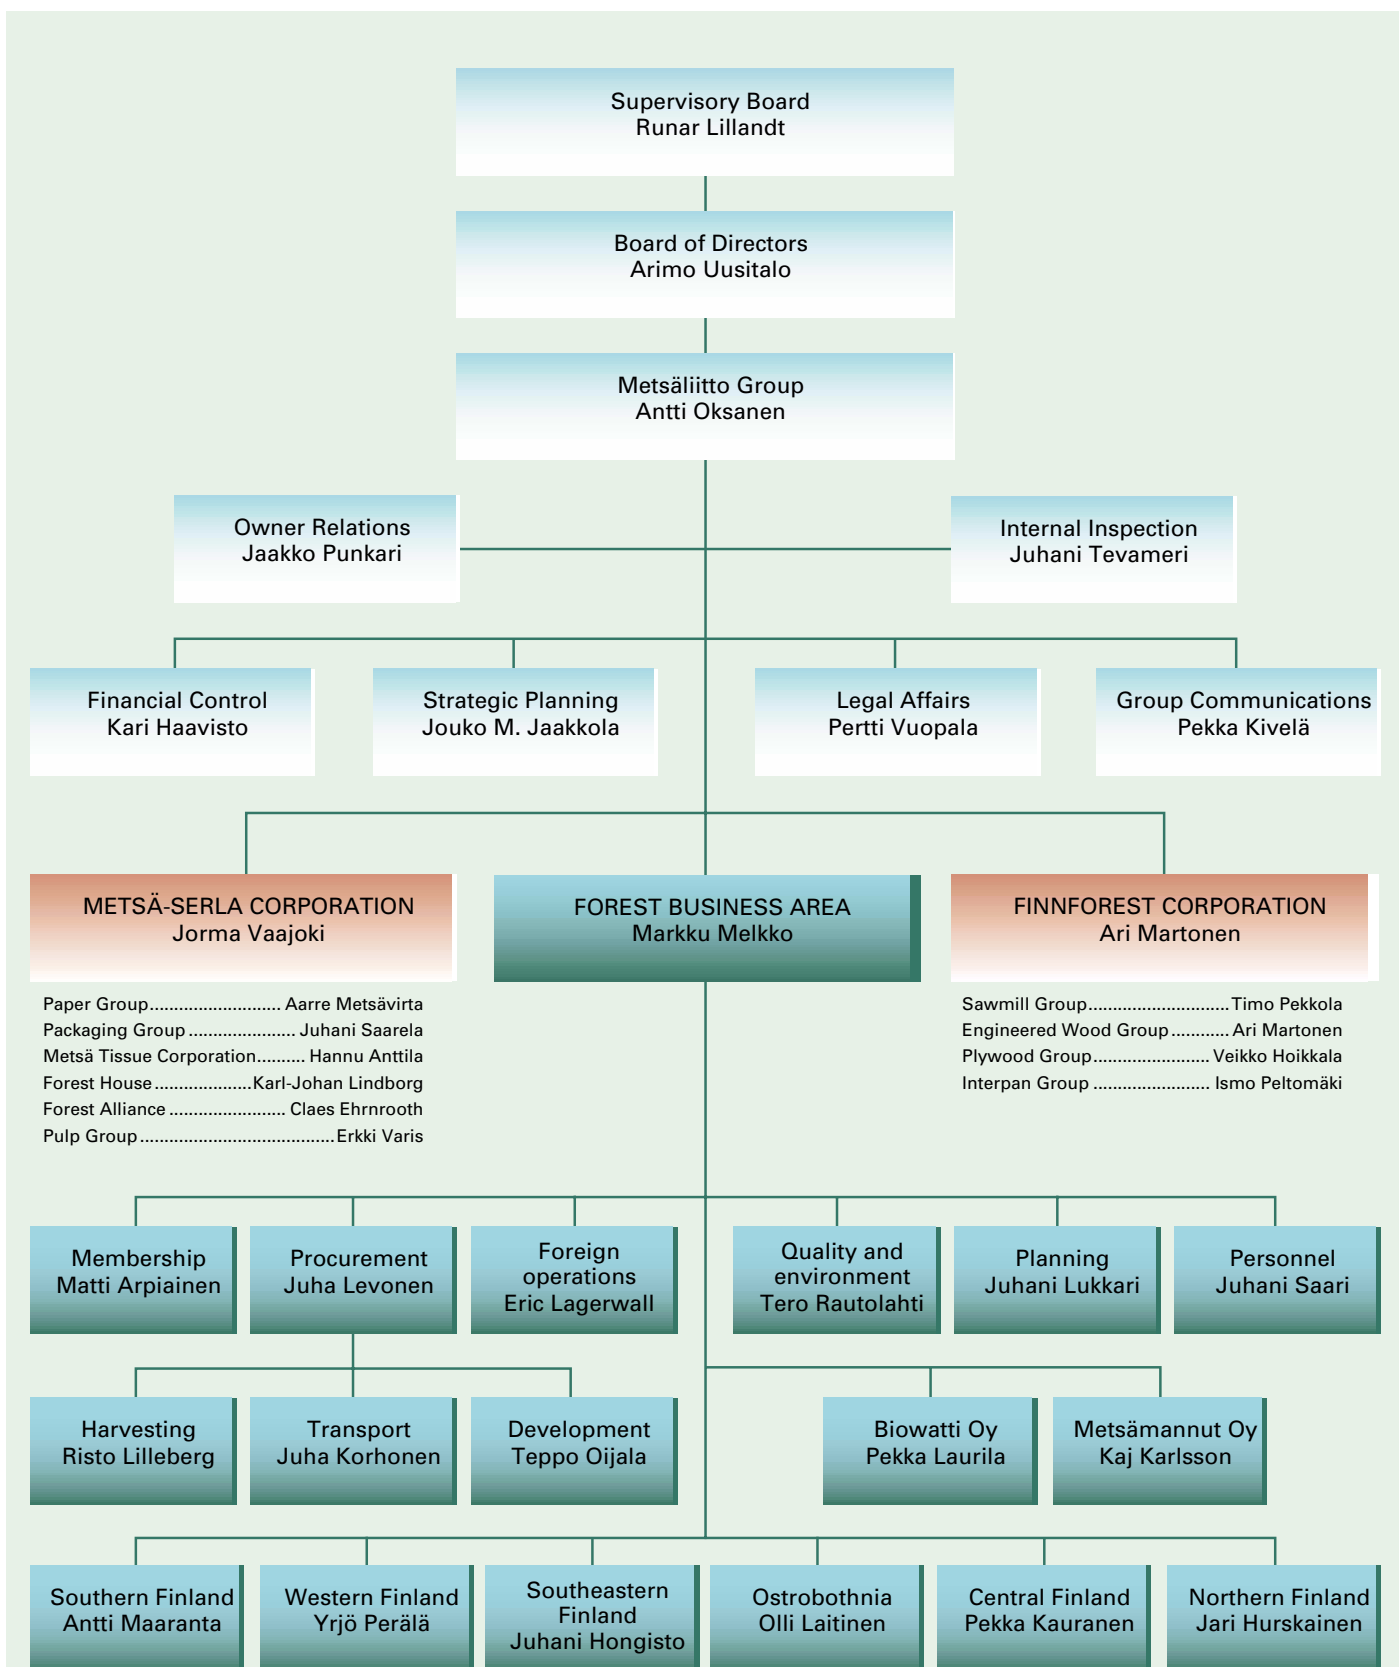 Supervisory Board
Runar Lillandt
Board of Directors
Arimo Uusitalo
Metsäliitto Group
Antti Oksanen
Owner Relations
Jaakko Punkari
Internal Inspection
Juhani Tevameri
Financial Control
Kari Haavisto
Strategic Planning
Jouko M. Jaakkola
Legal Affairs
Pertti Vuopala
Group Communications
Pekka Kivelä
METSÄ-SERLA CORPORATION
Jorma Vaajoki
FOREST BUSINESS AREA
Markku Melkko
FINNFOREST CORPORATION
Ari Martonen
Paper Group........................... Aarre Metsävirta
Packaging Group ...................... Juhani Saarela
Metsä Tissue Corporation.......... Hannu Anttila
Forest House ....................Karl-Johan Lindborg
Forest Alliance ........................ Claes Ehrnrooth
Pulp Group ........................................Erkki Varis
Sawmill Group.............................Timo Pekkola
Engineered Wood Group ............ Ari Martonen
Plywood Group........................ Veikko Hoikkala
Interpan Group ........................ Ismo Peltomäki
Membership
Matti Arpiainen
Procurement
Juha Levonen
Foreign
operations
Eric Lagerwall
Quality and
environment
Tero Rautolahti
Planning
Juhani Lukkari
Personnel
Juhani Saari
Harvesting
Risto Lilleberg
Transport
Juha Korhonen
Development
Teppo Oijala
Biowatti Oy
Pekka Laurila
Metsämannut Oy
Kaj Karlsson
Southern Finland
Antti Maaranta
Western Finland
Yrjö Perälä
Southeastern
Finland
Juhani Hongisto
Ostrobothnia
Olli Laitinen
Central Finland
Pekka Kauranen
Northern Finland
Jari Hurskainen